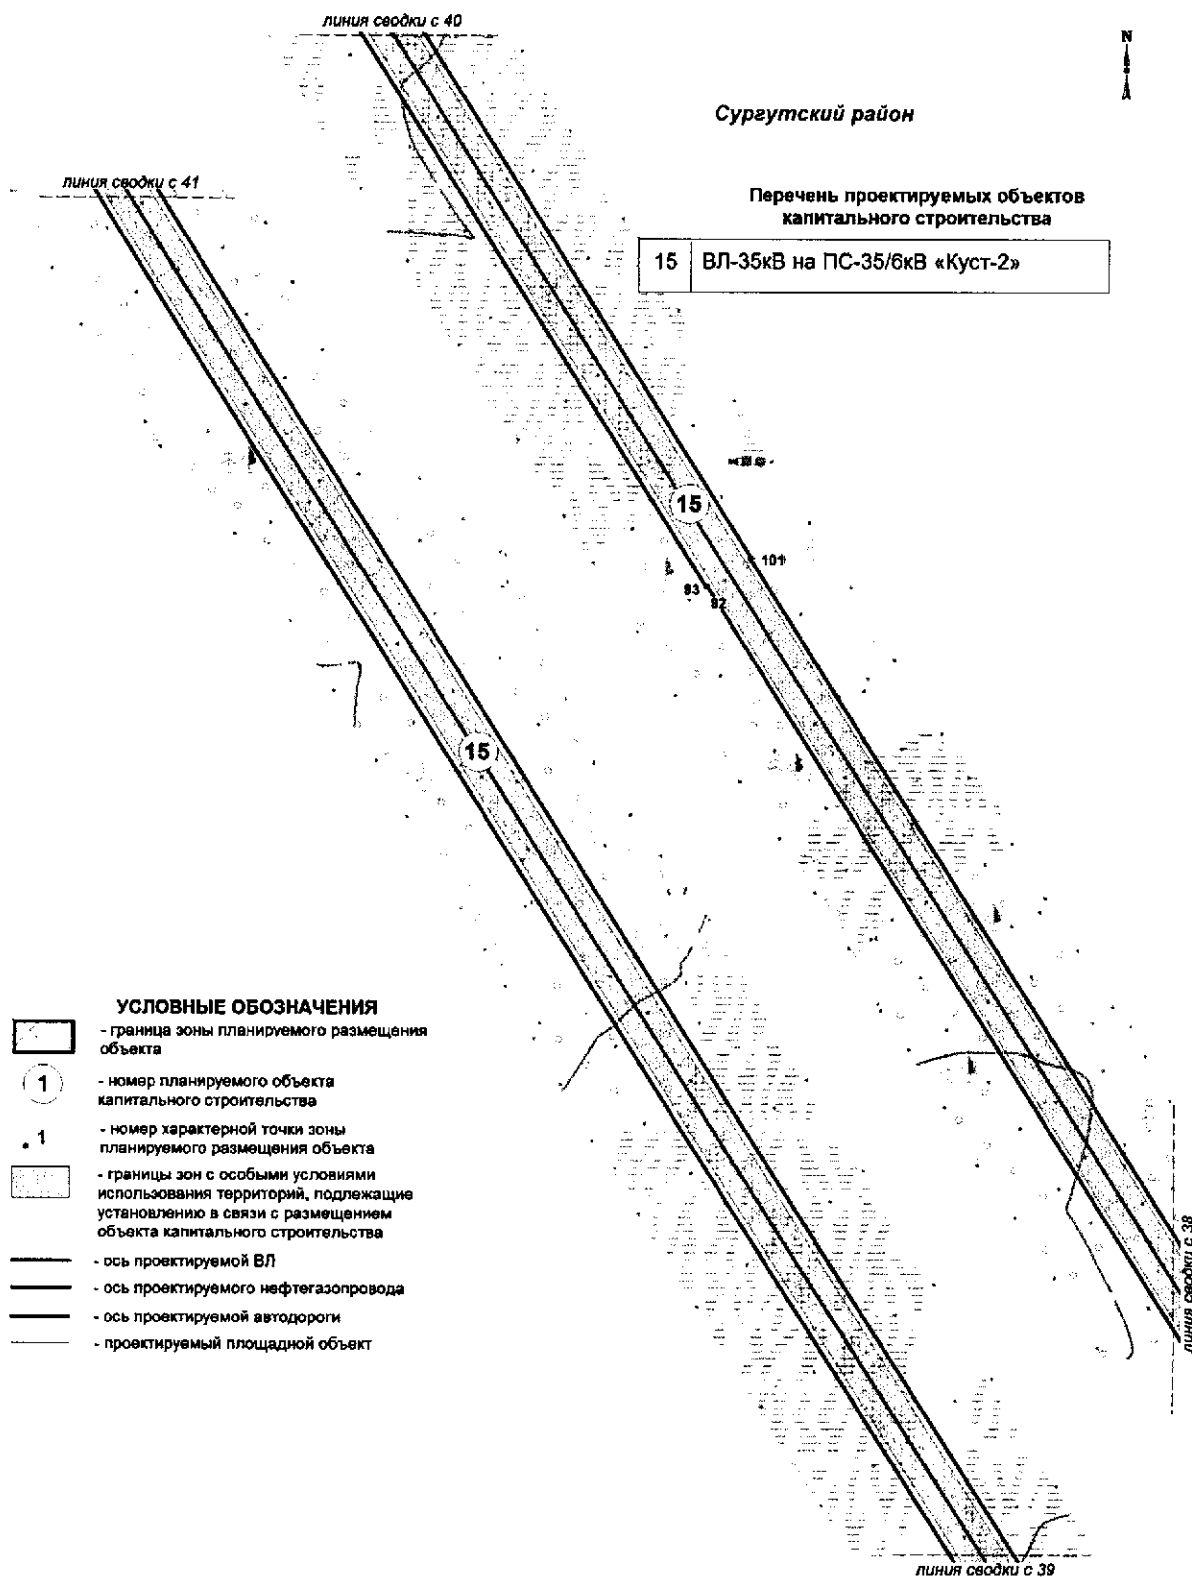 линия сводки с 40
N
Сургутский район
линия сводки с 41
Перечень проектируемых объектов
капитального строительства
15 ВЛ-35кВ на ПС-35/6кВ «Куст-2»
15
101
93
92
15
УСЛОВНЫЕ ОБОЗНАЧЕНИЯ
- граница зоны планируемого размещения
объекта
1 - номер планируемого объекта
капитального строительства
1 - номер характерной точки зоны
планируемого размещения объекта
- границы зон с особыми условиями
использования территорий, подлежащие
установлению в связи с размещением
объекта капитального строительства
- ось проектируемой ВЛ
- ось проектируемого нефтегазопровода
- ось проектируемой автодороги
- проектируемый площадной объект
линия сводки с 38
линия сводки с 39